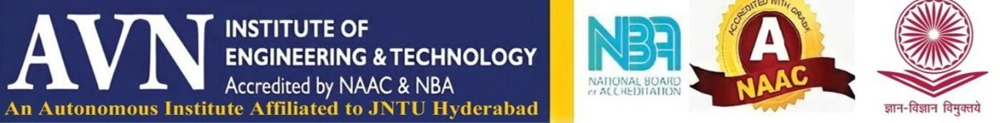 AVN
INSTITUTE OF
ENGINEERING & TECHNOLOGY
Accredited by NAAC & NBA
An Autonomous Institute Affiliated to JNTU Hyderabad
NBA
NATIONAL BOARD
of ACCREDITATION
ACCREDITED WITH GRADE
A
NAAC
ज्ञान-विज्ञान विमुक्तये